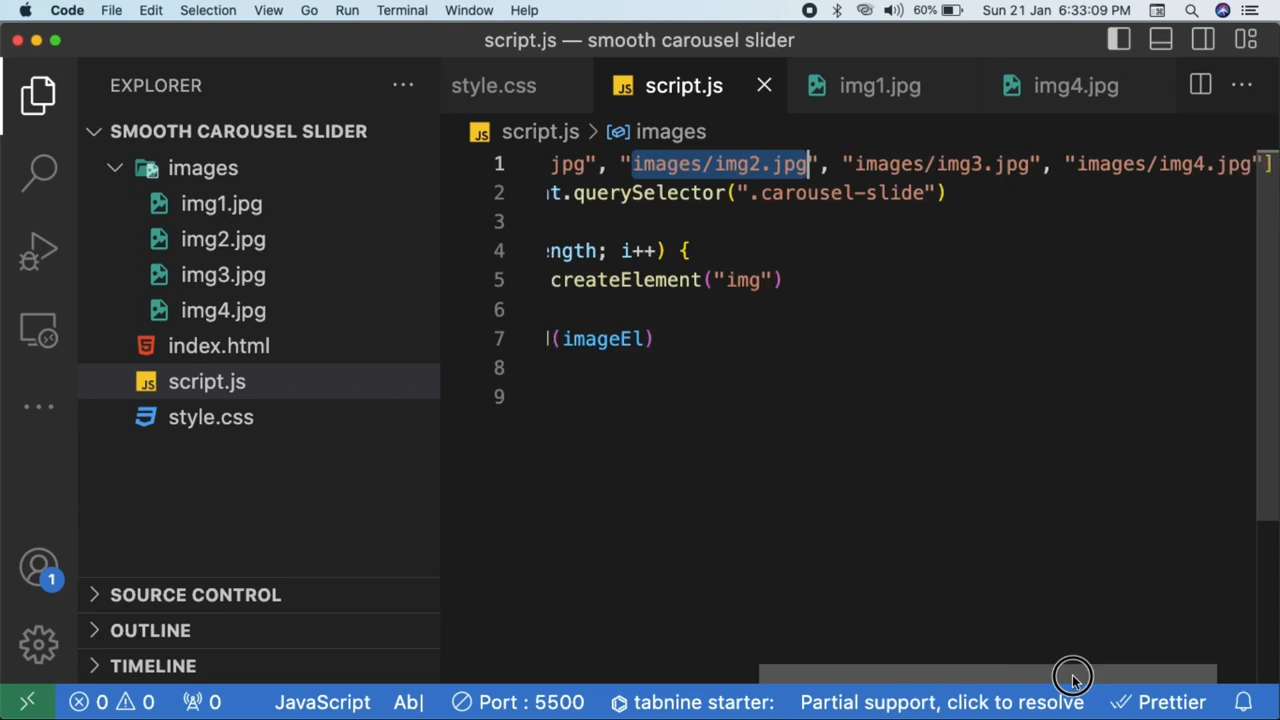 Code File Edit Selection View Go Run Terminal Window Help 60% Sun 21 Jan 6:33:09 PM
script.js — smooth carousel slider
EXPLORER
style.css script.js img1.jpg img4.jpg
SMOOTH CAROUSEL SLIDER
script.js > images
images
img1.jpg
img2.jpg
img3.jpg
img4.jpg
index.html
script.js
style.css
1 jpg", "images/img2.jpg", "images/img3.jpg", "images/img4.jpg"]
2 t.querySelector(".carousel-slide")
3
4 ength; i++) {
5 createElement("img")
6
7 (imageEl)
8
9
1
SOURCE CONTROL
OUTLINE
TIMELINE
0 0 0 JavaScript Ab| Port : 5500 tabnine starter: Partial support, click to resolve Prettier